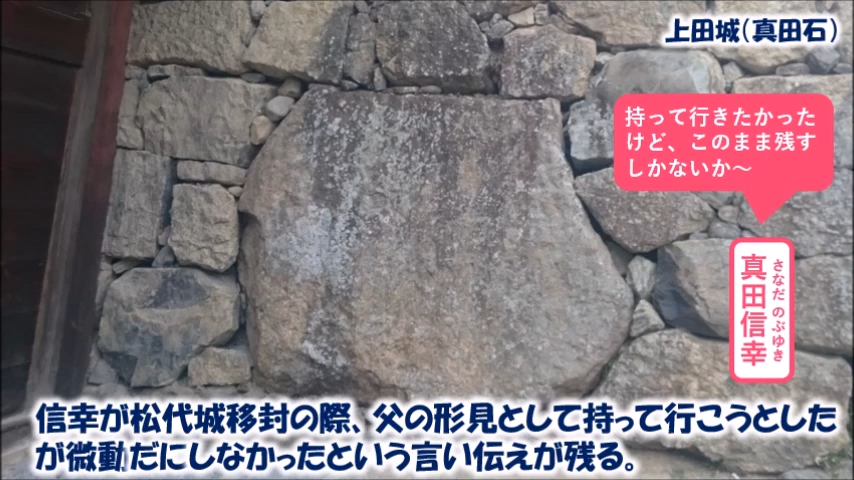 上田城(真田石)
持って行きたかった
けど、このまま残す
しかないか〜
さなだ のぶゆき
真田信幸
信幸が松代城移封の際、父の形見として持って行こうとした
が微動だにしなかったという言い伝えが残る。